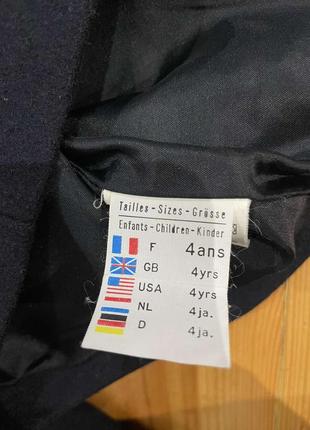 Tailles-Sizes-Grösse
Enfants-Children-Kinder
F 4ans
GB 4yrs
USA 4yrs
NL 4ja.
D 4ja.